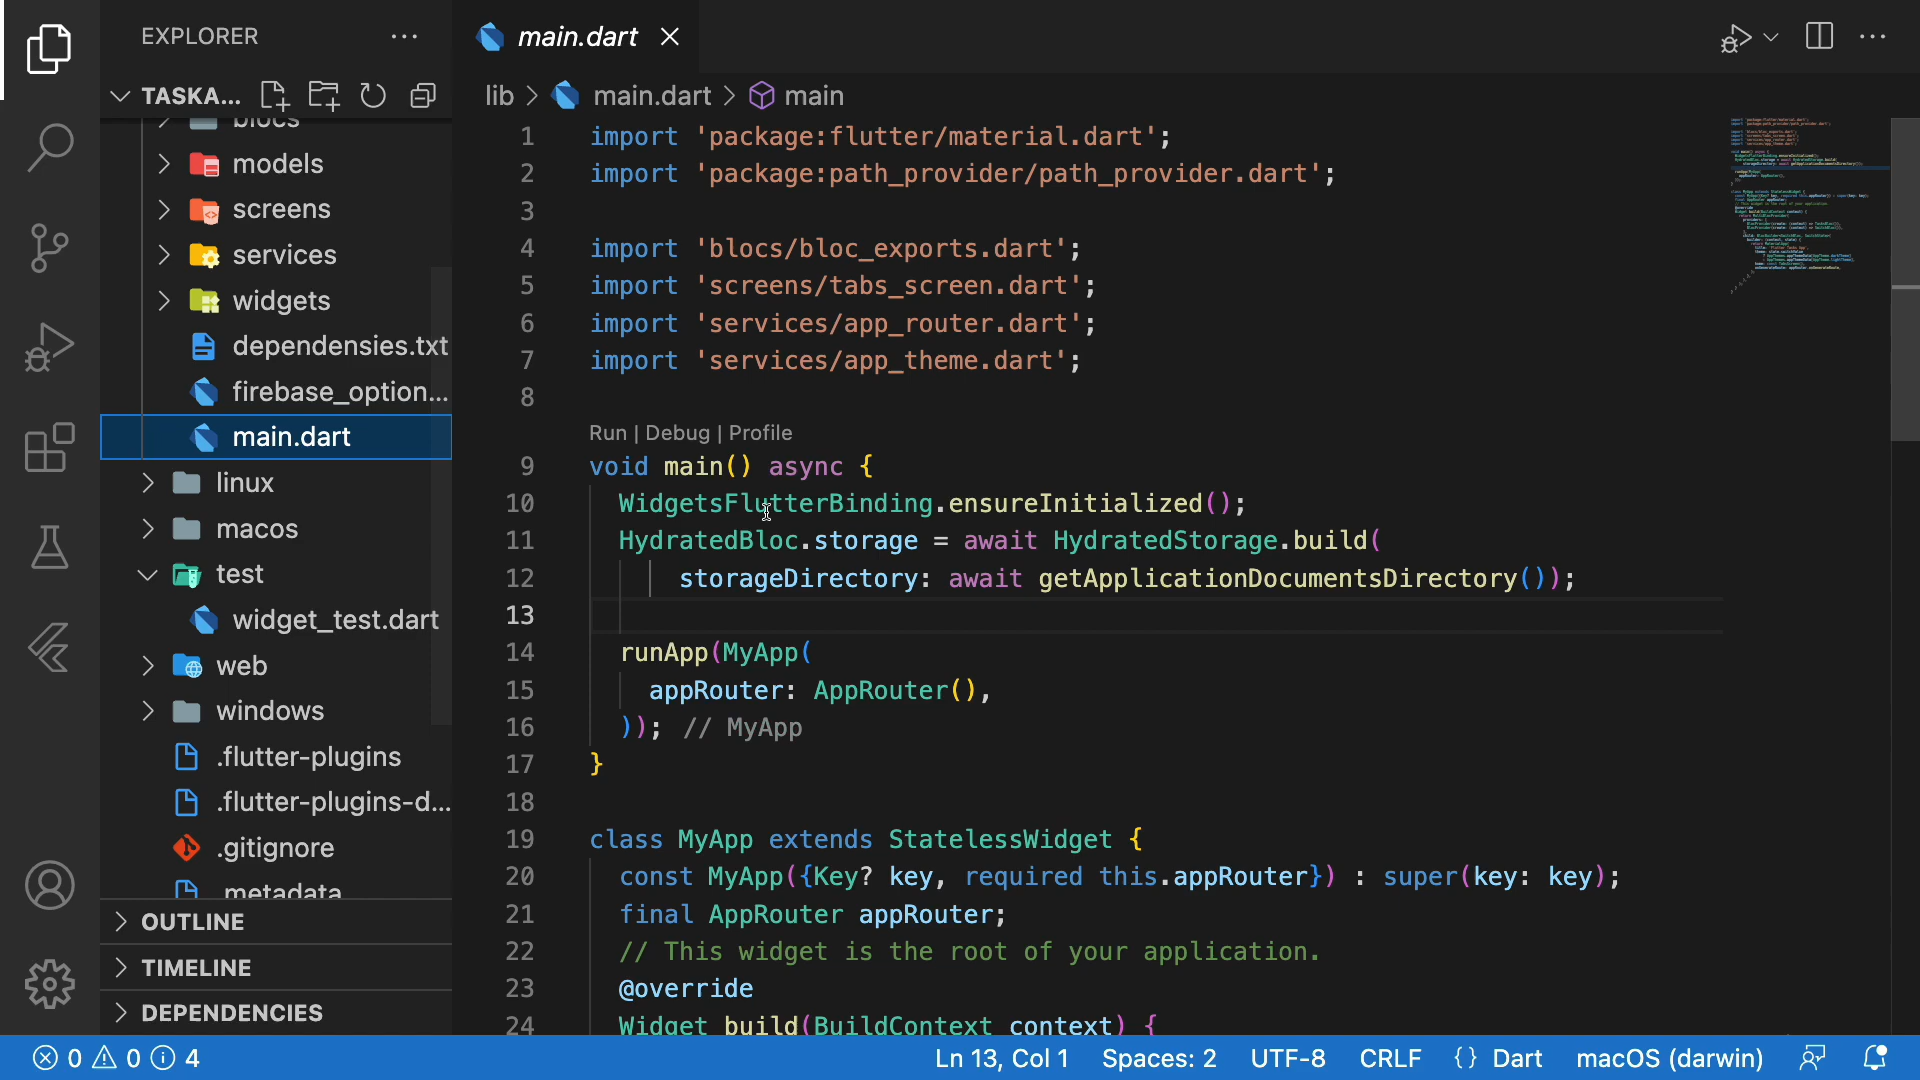 EXPLORER
TASKA...
blocs
models
screens
services
widgets
dependensies.txt
firebase_option...
main.dart
linux
macos
test
widget_test.dart
web
windows
.flutter-plugins
.flutter-plugins-d...
.gitignore
.metadata
OUTLINE
TIMELINE
DEPENDENCIES
main.dart
lib > main.dart > main
1 import 'package:flutter/material.dart';
2 import 'package:path_provider/path_provider.dart';
3
4 import 'blocs/bloc_exports.dart';
5 import 'screens/tabs_screen.dart';
6 import 'services/app_router.dart';
7 import 'services/app_theme.dart';
8
Run | Debug | Profile
9 void main() async {
10 WidgetsFlutterBinding.ensureInitialized();
11 HydratedBloc.storage = await HydratedStorage.build(
12 storageDirectory: await getApplicationDocumentsDirectory());
13
14 runApp(MyApp(
15 appRouter: AppRouter(),
16 )); // MyApp
17 }
18
19 class MyApp extends StatelessWidget {
20 const MyApp({Key? key, required this.appRouter}) : super(key: key);
21 final AppRouter appRouter;
22 // This widget is the root of your application.
23 @override
24 Widget build(BuildContext context) {
0 0 4
Ln 13, Col 1 Spaces: 2 UTF-8 CRLF {} Dart macOS (darwin)